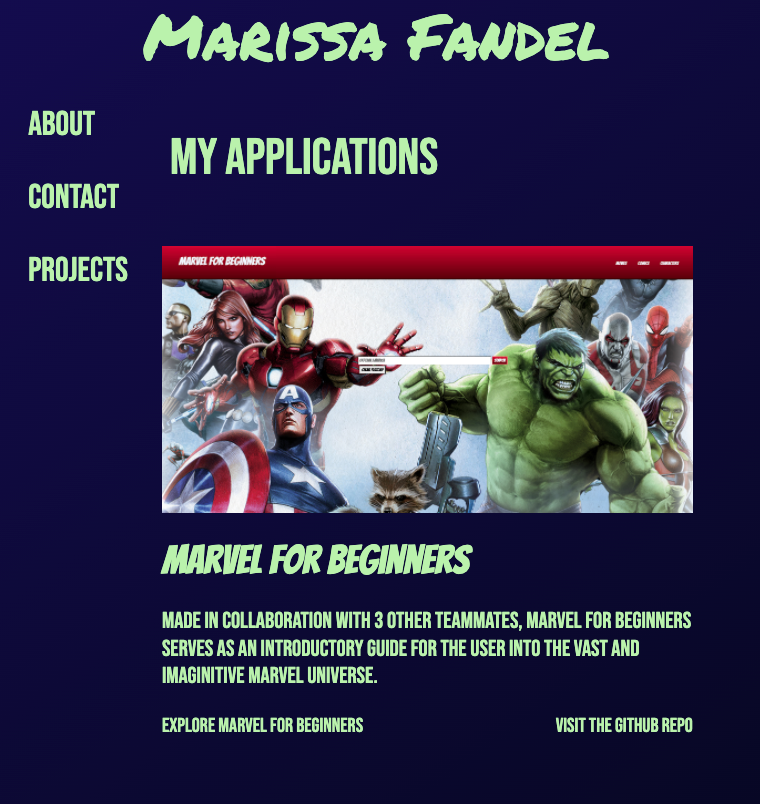 MARISSA FANDEL
ABOUT
CONTACT
PROJECTS
MY APPLICATIONS
MARVEL FOR BEGINNERS
MARVEL FOR BEGINNERS
MADE IN COLLABORATION WITH 3 OTHER TEAMMATES, MARVEL FOR BEGINNERS
SERVES AS AN INTRODUCTORY GUIDE FOR THE USER INTO THE VAST AND
IMAGINITIVE MARVEL UNIVERSE.
EXPLORE MARVEL FOR BEGINNERS
VISIT THE GITHUB REPO